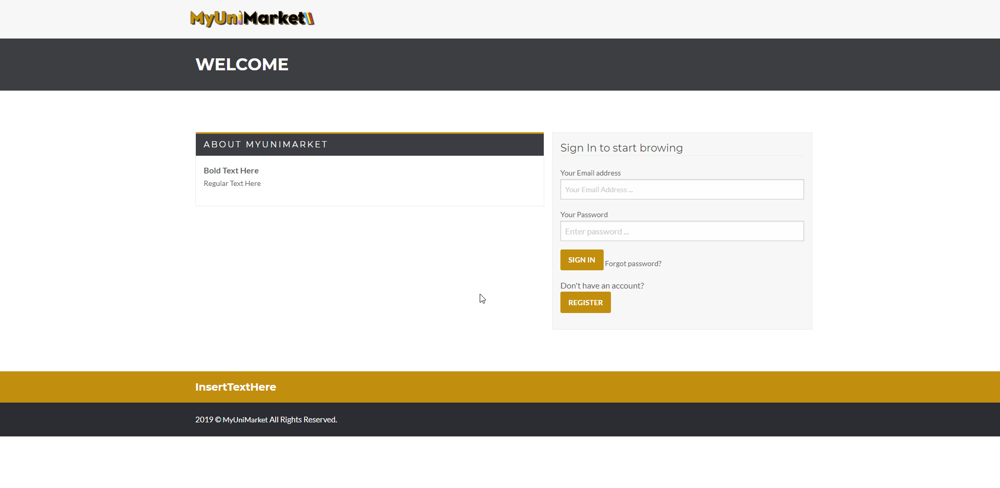 MyUniMarket
WELCOME
ABOUT MYUNIMARKET
Bold Text Here
Regular Text Here
Sign In to start browing
Your Email address
Your Email Address ...
Your Password
Enter password ...
SIGN IN Forgot password?
Don't have an account?
REGISTER
InsertTextHere
2019 © MyUniMarket All Rights Reserved.